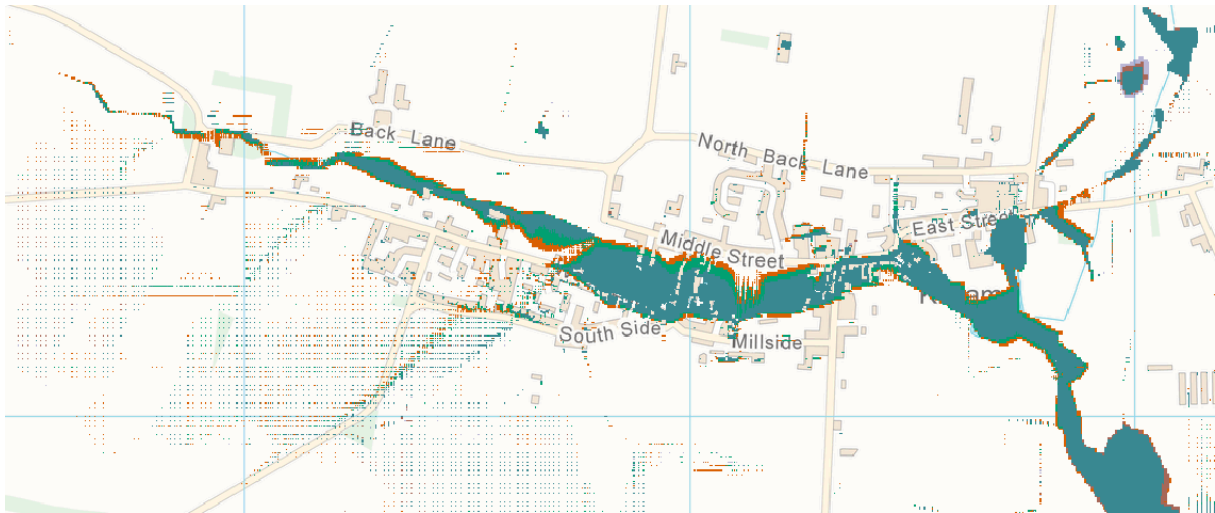 Back Lane
North Back Lane
East Street
Middle Street
South Side
Millside